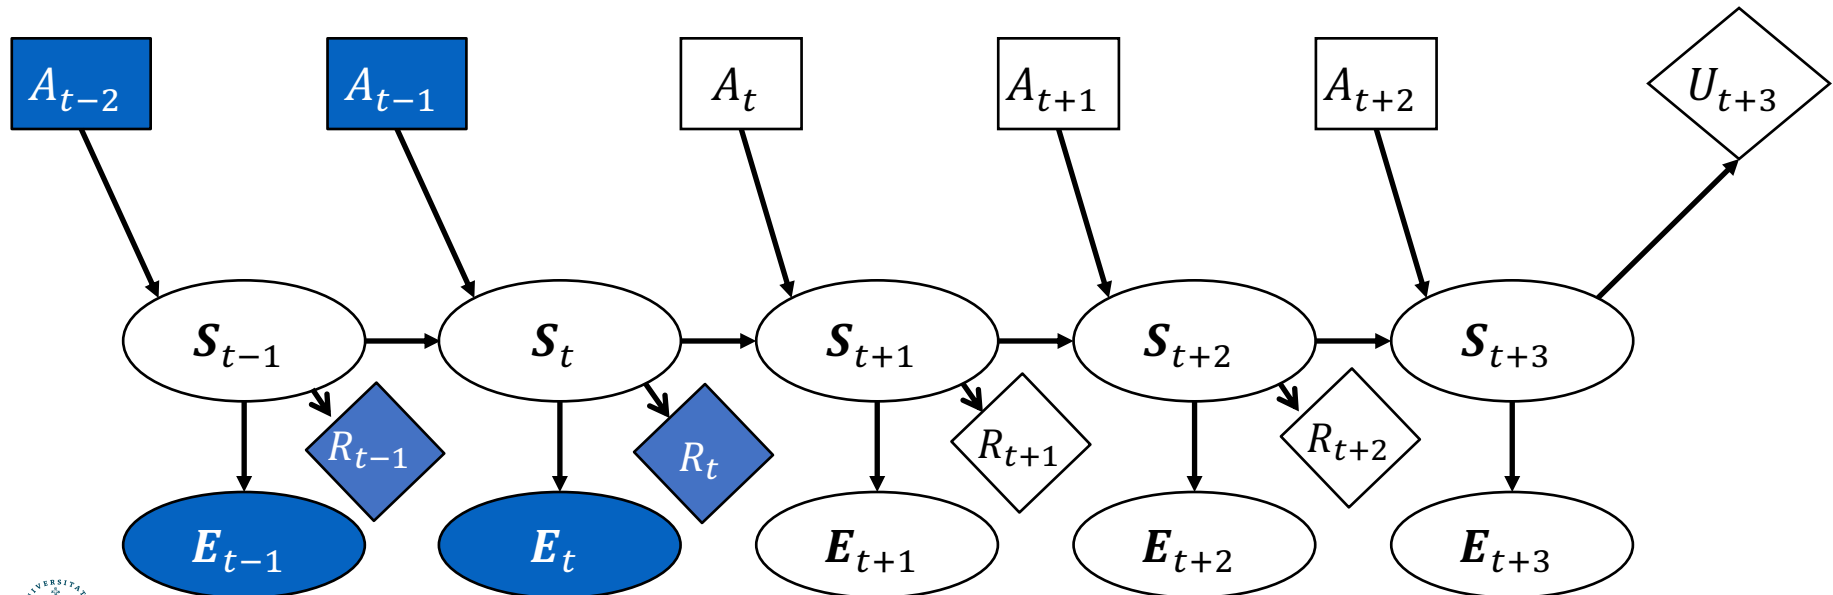 A_{t−2} A_{t−1} A_t A_{t+1} A_{t+2} U_{t+3}
S_{t−1} S_t S_{t+1} S_{t+2} S_{t+3}
R_{t−1} R_t R_{t+1} R_{t+2}
E_{t−1} E_t E_{t+1} E_{t+2} E_{t+3}